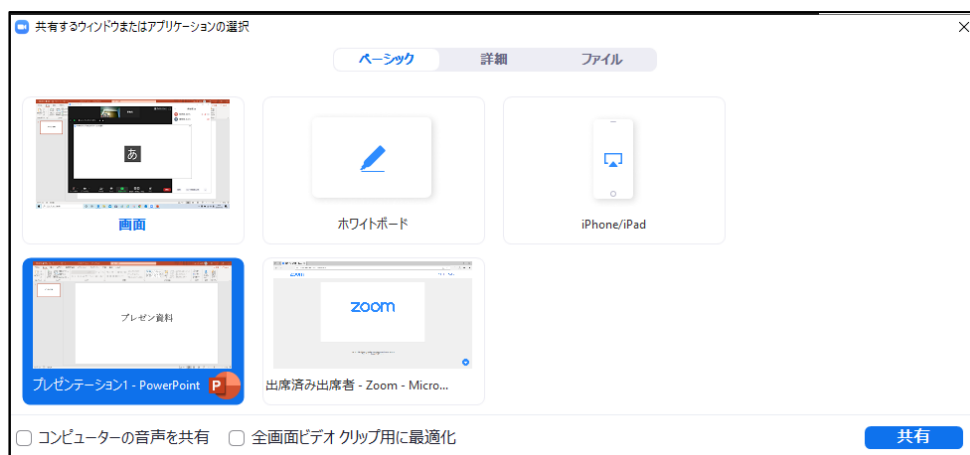 共有するウィンドウまたはアプリケーションの選択
ベーシック 詳細 ファイル
あ
画面
ホワイトボード
iPhone/iPad
プレゼン資料
プレゼンテーション1 - PowerPoint
P
zoom
出席済み出席者 - Zoom - Micro...
コンピューターの音声を共有
全画面ビデオ クリップ用に最適化
共有